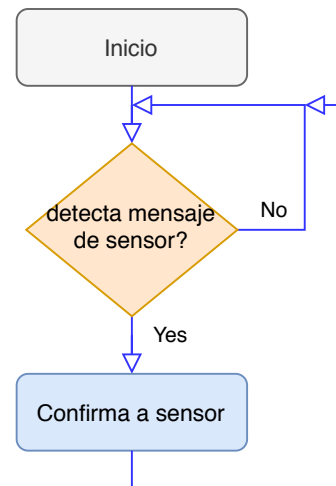 Inicio
detecta mensaje
de sensor?
No
Yes
Confirma a sensor